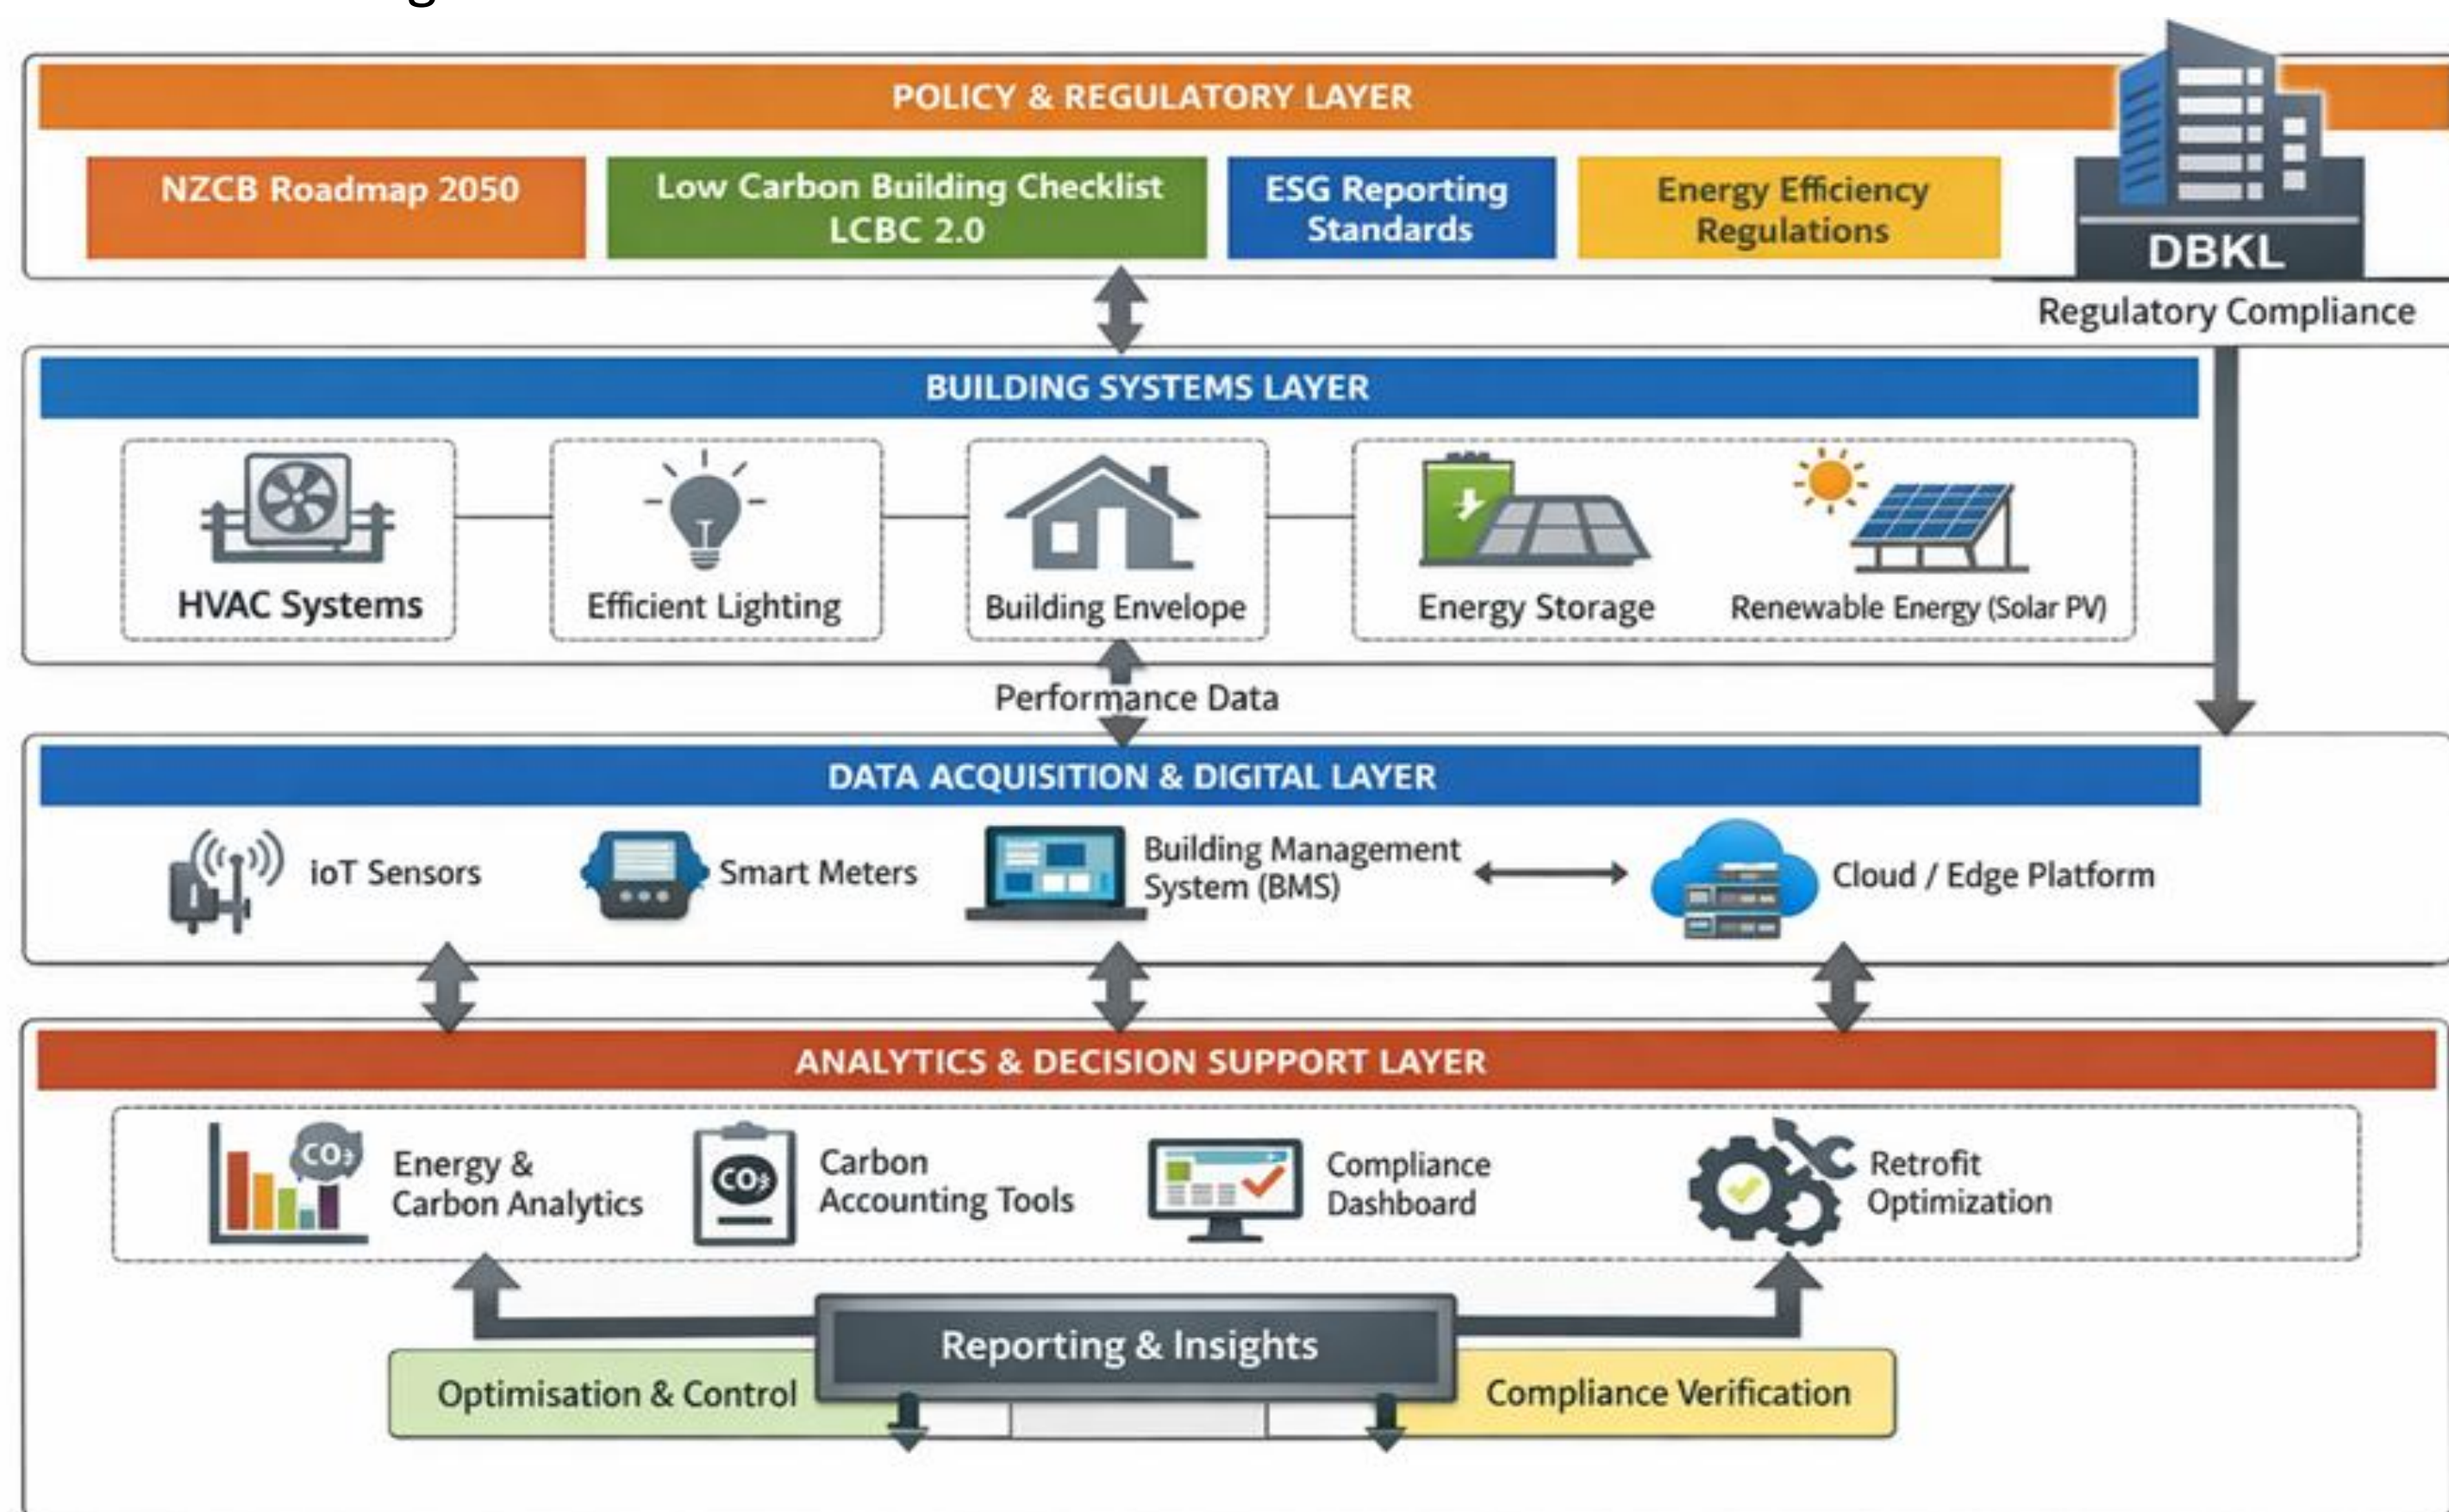 POLICY & REGULATORY LAYER
NZCB Roadmap 2050
Low Carbon Building Checklist
LCBC 2.0
ESG Reporting
Standards
Energy Efficiency
Regulations
DBKL
Regulatory Compliance
BUILDING SYSTEMS LAYER
HVAC Systems
Efficient Lighting
Building Envelope
Energy Storage
Renewable Energy (Solar PV)
Performance Data
DATA ACQUISITION & DIGITAL LAYER
ioT Sensors
Smart Meters
Building Management
System (BMS)
Cloud / Edge Platform
ANALYTICS & DECISION SUPPORT LAYER
CO₂
Energy &
Carbon Analytics
CO₂
Carbon
Accounting Tools
Compliance
Dashboard
Retrofit
Optimization
Reporting & Insights
Optimisation & Control
Compliance Verification